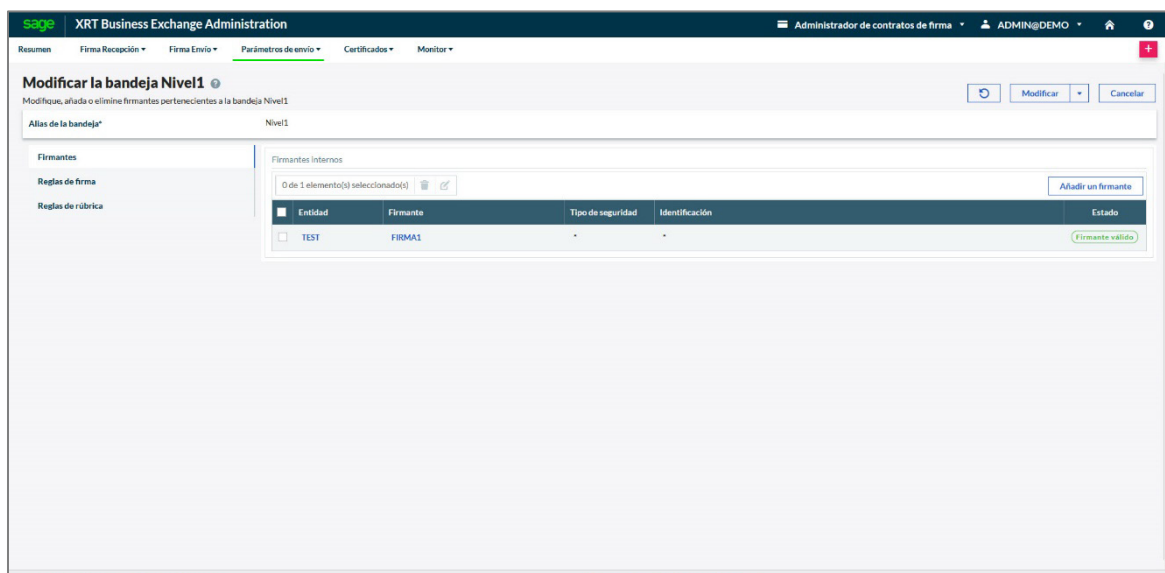 sage XRT Business Exchange Administration Administrador de contratos de firma ADMIN@DEMO
Resumen Firma Recepción Firma Envío Parámetros de envío Certificados Monitor +
Modificar la bandeja Nivel1
Modifique, añada o elimine firmantes pertenecientes a la bandeja Nivel1
Modificar Cancelar
Alias de la bandeja* Nivel1
Firmantes
Reglas de firma
Reglas de rúbrica
Firmantes internos
0 de 1 elemento(s) seleccionado(s) Añadir un firmante
Entidad Firmante Tipo de seguridad Identificación Estado
TEST FIRMA1 * * Firmante válido